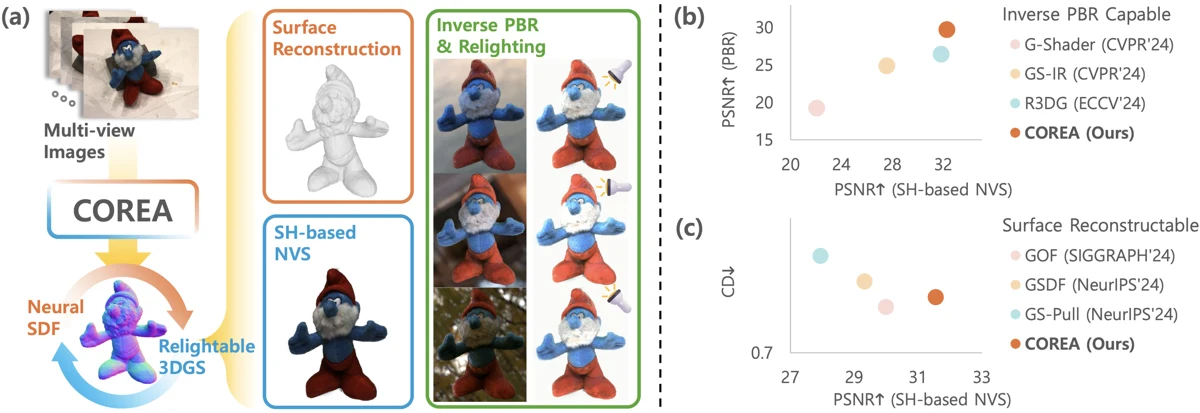 (a)
Multi-view
Images
COREA
Neural
SDF
Relightable
3DGS
Surface
Reconstruction
SH-based
NVS
Inverse PBR
& Relighting
(b)
PSNR↑ (PBR)
30
25
20
15
20 24 28 32
PSNR↑ (SH-based NVS)
Inverse PBR Capable
G-Shader (CVPR'24)
GS-IR (CVPR'24)
R3DG (ECCV'24)
COREA (Ours)
(c)
CD↓
0.7
27 29 31 33
PSNR↑ (SH-based NVS)
Surface Reconstructable
GOF (SIGGRAPH'24)
GSDF (NeurIPS'24)
GS-Pull (NeurIPS'24)
COREA (Ours)